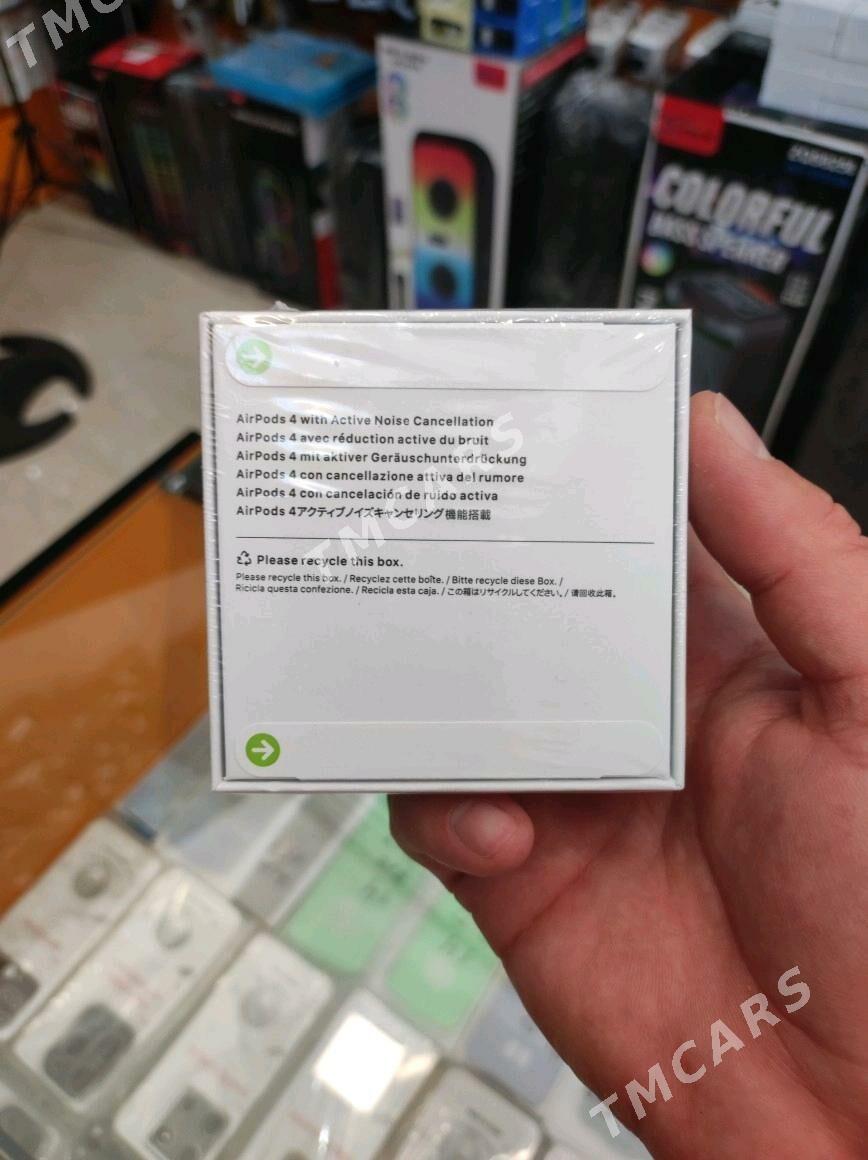 TMC
COLORFUL
BASS SPEAKER
AirPods 4 with Active Noise Cancellation
AirPods 4 avec réduction active du bruit
AirPods 4 mit aktiver Geräuschunterdrückung
AirPods 4 con cancellazione attiva del rumore
AirPods 4 con cancelación de ruido activa
AirPods 4アクティブノイズキャンセリング機能搭載
TMCARS
Please recycle this box.
Please recycle this box. / Recyclez cette boîte. / Bitte recycle diese Box. /
Ricicla questa confezione. / Recicla esta caja. / この箱はリサイクルしてください。/ 请回收此箱。
TMCARS